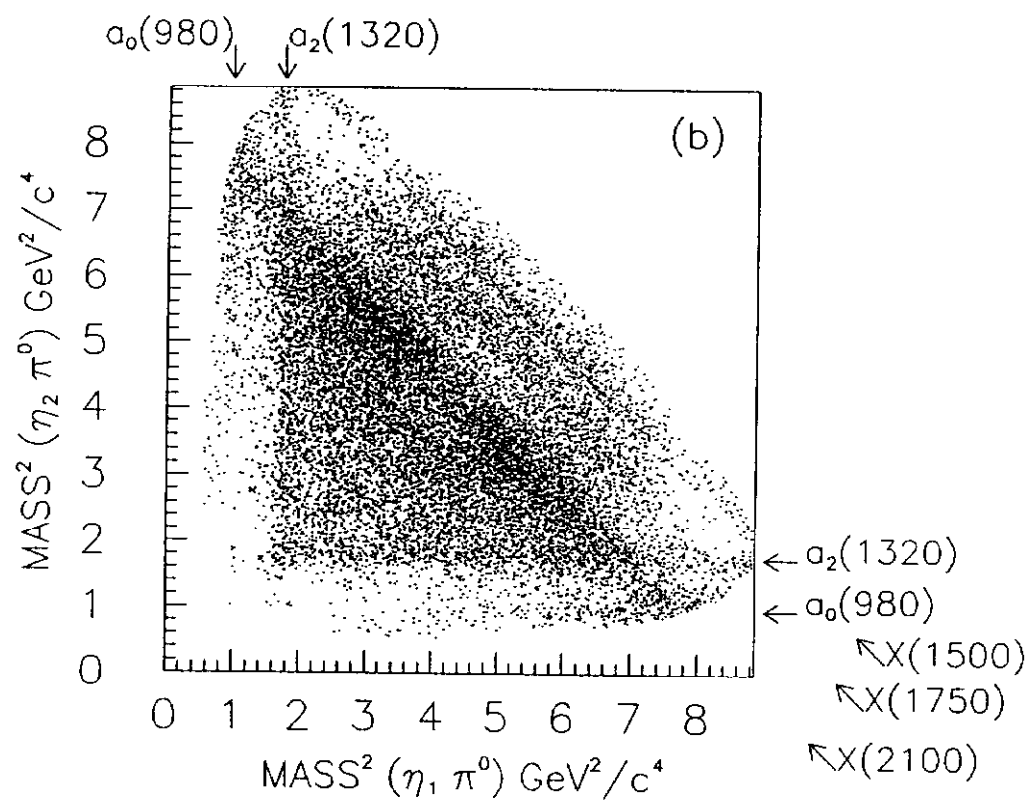 a₀(980) a₂(1320)
(b)
MASS² (η₂ π⁰) GeV²/c⁴
8
7
6
5
4
3
2
1
0
a₂(1320)
a₀(980)
X(1500)
X(1750)
X(2100)
0 1 2 3 4 5 6 7 8
MASS² (η₁ π⁰) GeV²/c⁴